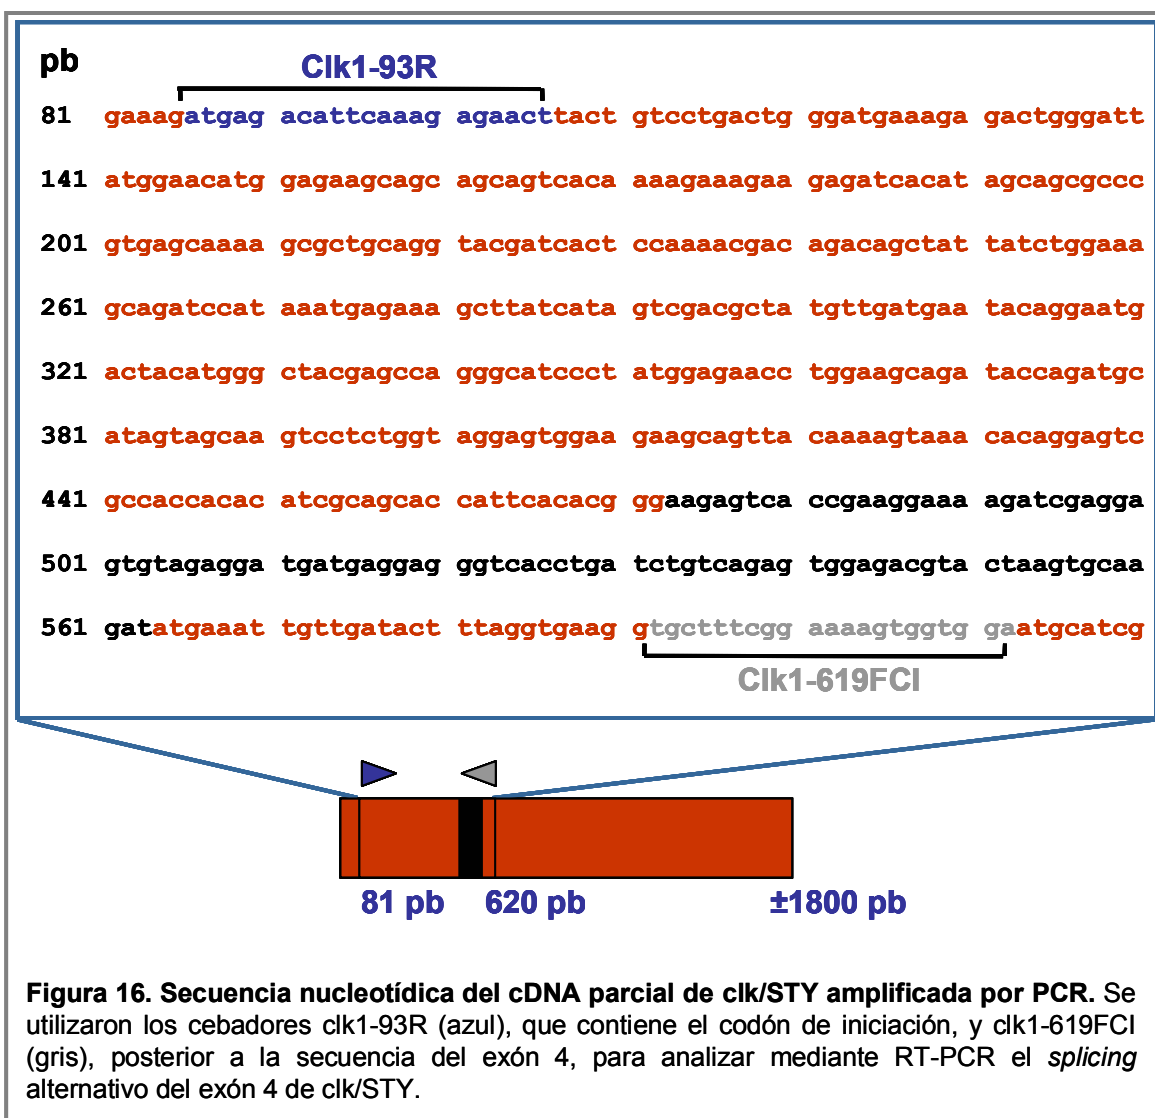 pb
Clk1-93R
81 gaaagatgag acattcaaag agaacttact gtcctgactg ggatgaaaga gactgggatt
141 atggaacatg gagaagcagc agcagtcaca aaagaaagaa gagatcacat agcagcgccc
201 gtgagcaaaa gcgctgcagg tacgatcact ccaaaacgac agacagctat tatctggaaa
261 gcagatccat aaatgagaaa gcttatcata gtcgacgcta tgttgatgaa tacaggaatg
321 actacatggg ctacgagcca gggcatccct atggagaacc tggaagcaga taccagatgc
381 atagtagcaa gtcctctggt aggagtggaa gaagcagtta caaaagtaaa cacaggagtc
441 gccaccacac atcgcagcac cattcacacg ggaagagtca ccgaaggaaa agatcgagga
501 gtgtagagga tgatgaggag ggtcacctga tctgtcagag tggagacgta ctaagtgcaa
561 gatatgaaat tgttgatact ttaggtgaag gtgctttcgg aaaagtggtg gaatgcatcg
Clk1-619FCI
81 pb 620 pb ±1800 pb
Figura 16. Secuencia nucleotídica del cDNA parcial de clk/STY amplificada por PCR. Se
utilizaron los cebadores clk1-93R (azul), que contiene el codón de iniciación, y clk1-619FCI
(gris), posterior a la secuencia del exón 4, para analizar mediante RT-PCR el splicing
alternativo del exón 4 de clk/STY.